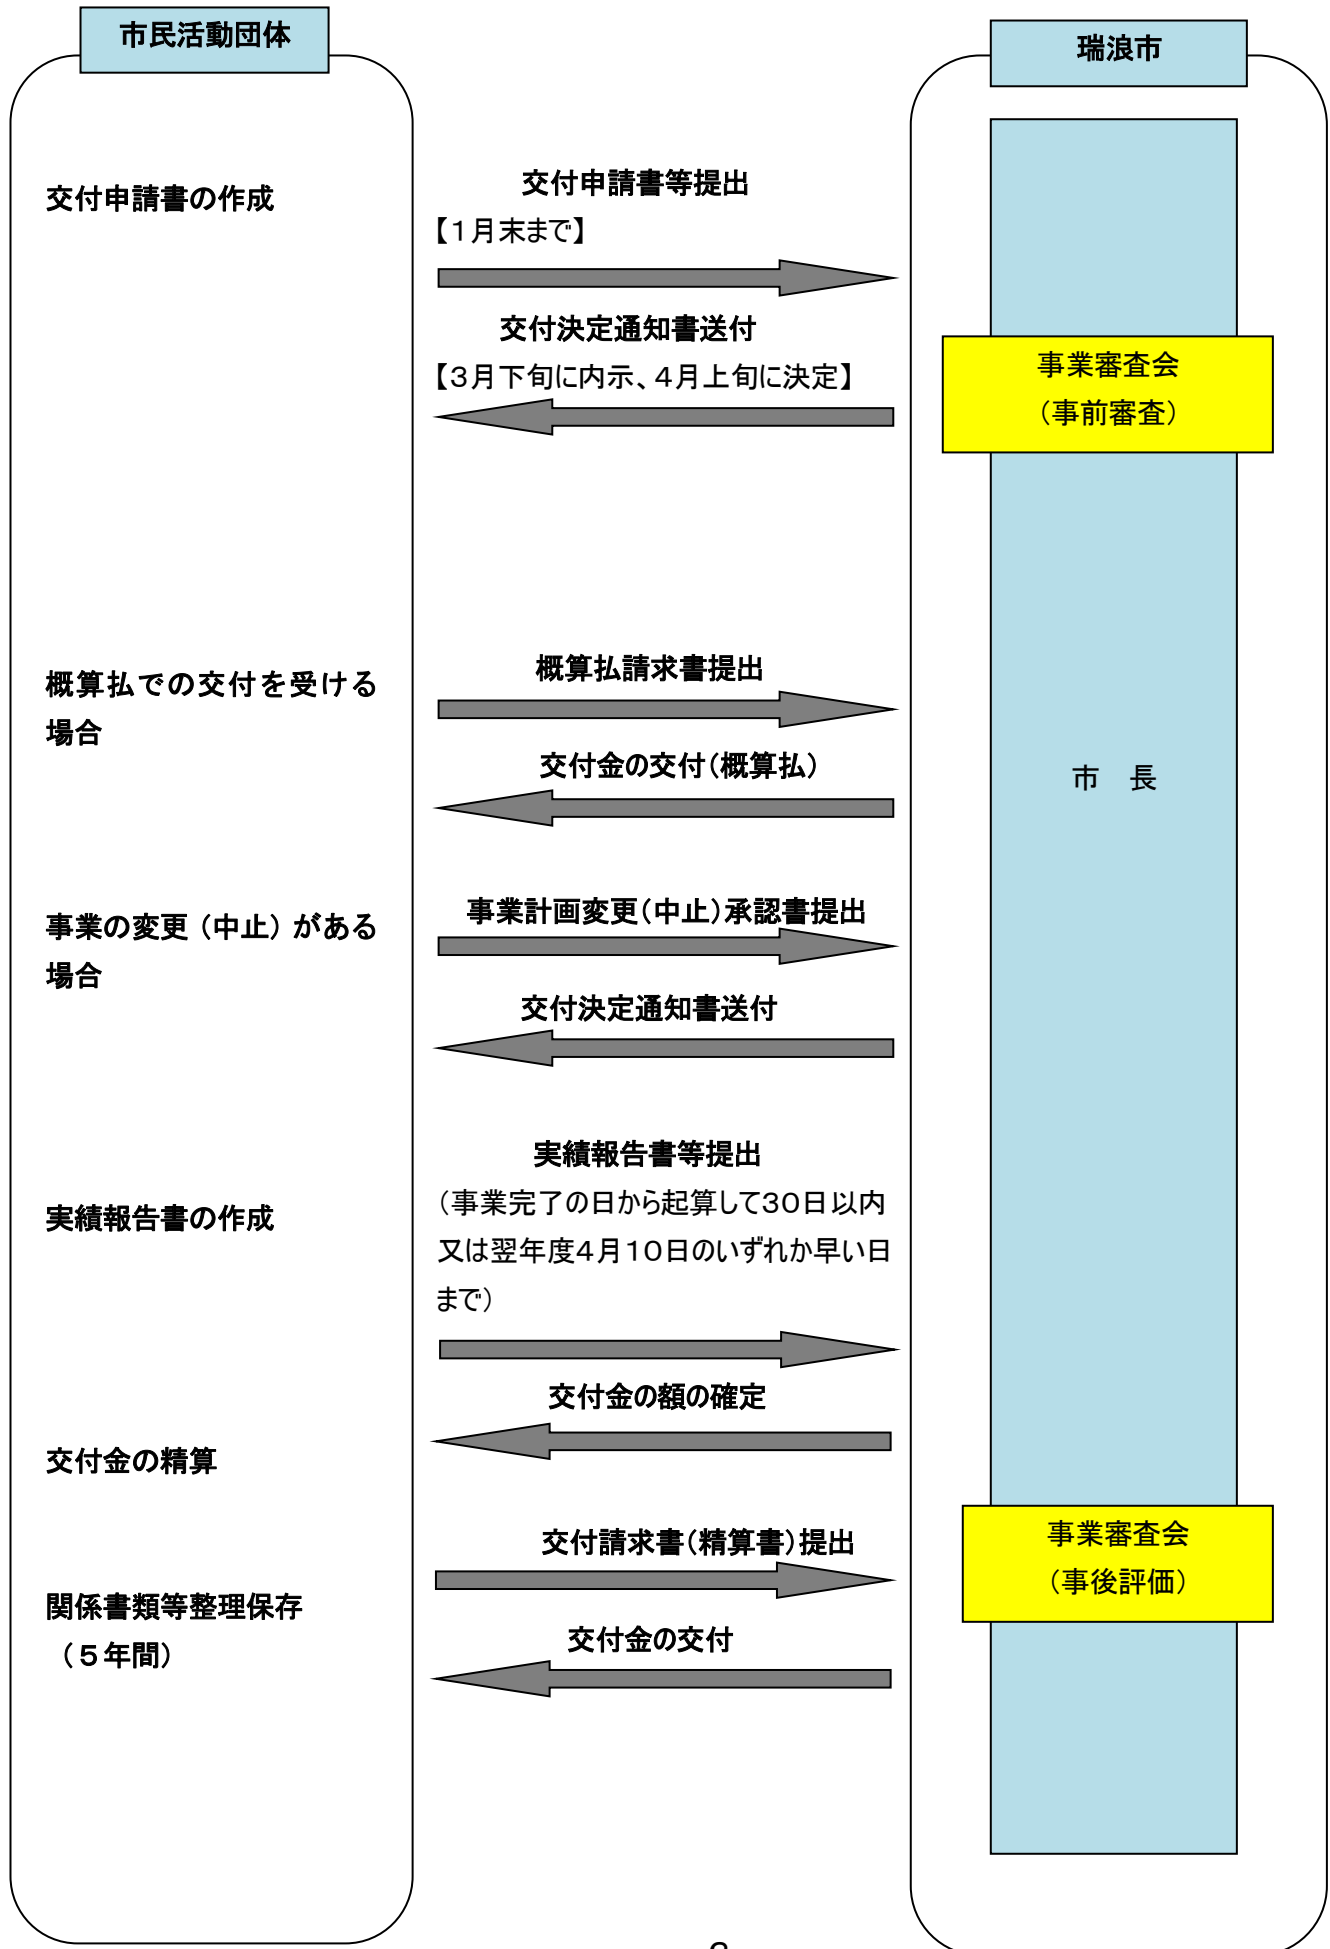 市民活動団体
瑞浪市
交付申請書の作成
交付申請書等提出
【1月末まで】
交付決定通知書送付
【3月下旬に内示、4月上旬に決定】
事業審査会
（事前審査）
概算払での交付を受ける
場合
概算払請求書提出
交付金の交付（概算払）
市　長
事業の変更（中止）がある
場合
事業計画変更（中止）承認書提出
交付決定通知書送付
実績報告書の作成
実績報告書等提出
（事業完了の日から起算して30日以内
又は翌年度4月10日のいずれか早い日
まで）
交付金の額の確定
交付金の精算
交付請求書（精算書）提出
事業審査会
（事後評価）
関係書類等整理保存
（５年間）
交付金の交付